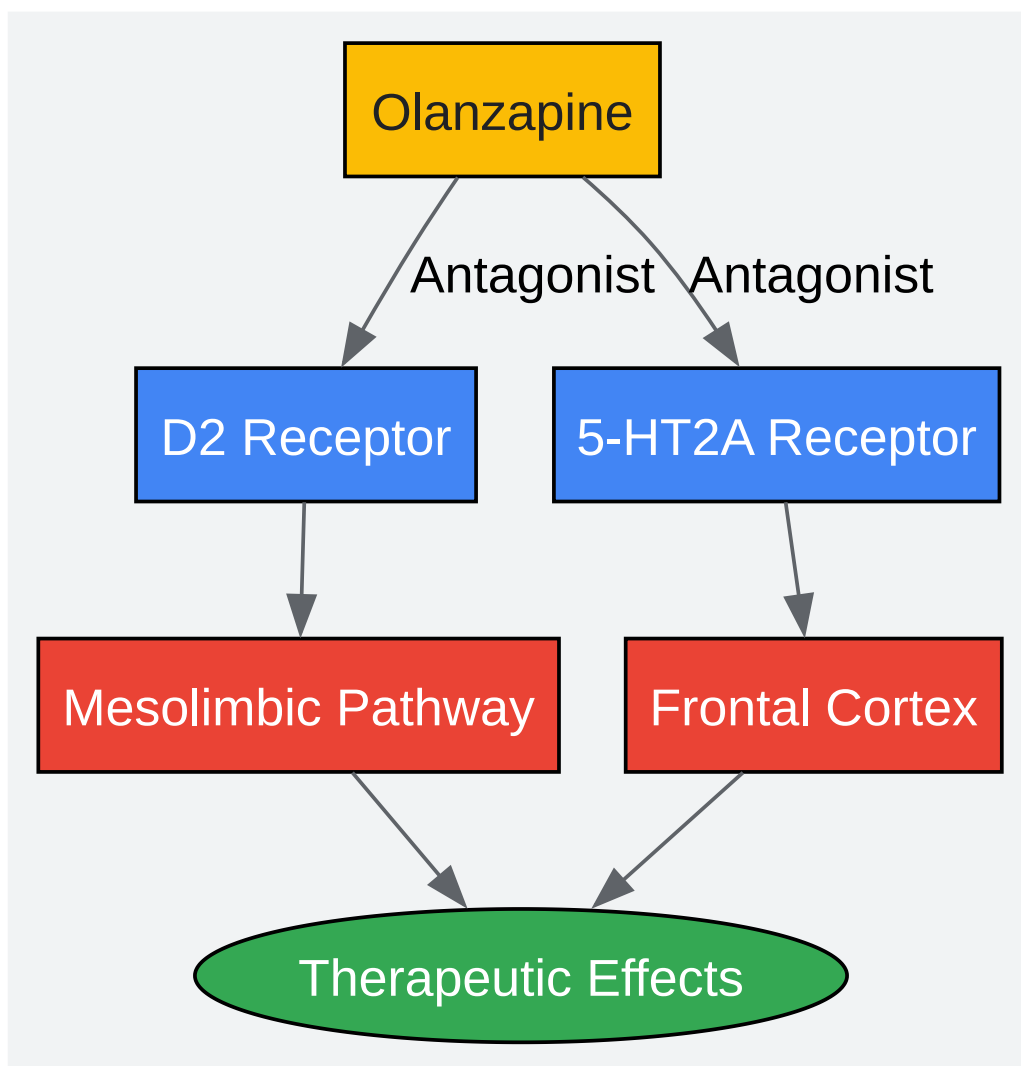 Olanzapine
Antagonist
Antagonist
D2 Receptor
5-HT2A Receptor
Mesolimbic Pathway
Frontal Cortex
Therapeutic Effects